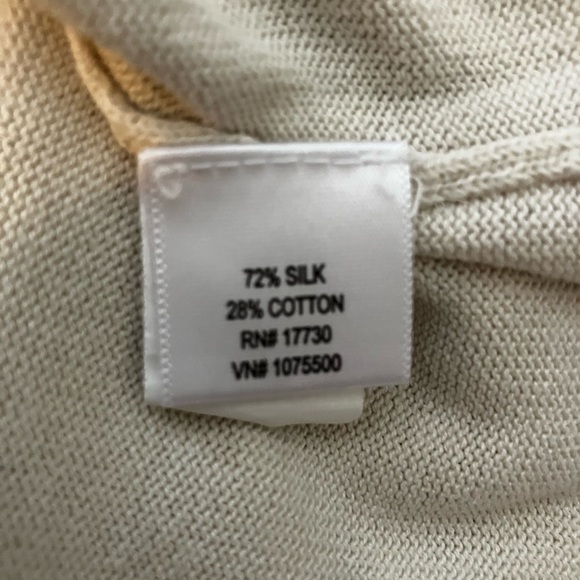 72% SILK
28% COTTON
RN# 17730
VN# 1075500